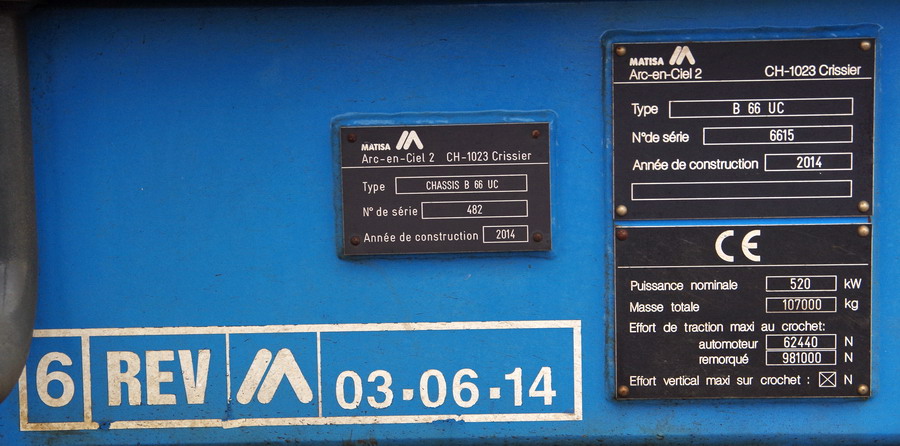 MATISA
Arc-en-Ciel 2 CH-1023 Crissier
Type CHASSIS B 66 UC
N° de série 482
Année de construction 2014
MATISA
Arc-en-Ciel 2 CH-1023 Crissier
Type B 66 UC
N°de série 6615
Année de construction 2014
CE
Puissance nominale 520 kW
Masse totale 107000 kg
Effort de traction maxi au crochet:
automoteur 62440 N
remorqué 981000 N
Effort vertical maxi sur crochet : N
6 REV 03.06.14